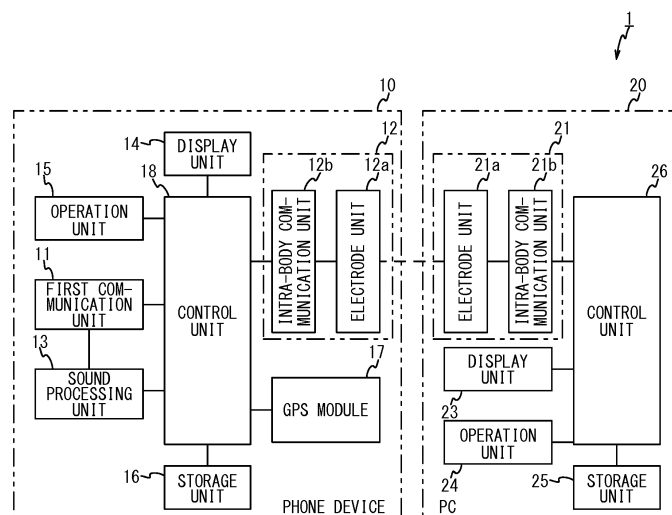 1
10
20
14
DISPLAY
UNIT
12
12b
12a
INTRA-BODY COM-
MUNICATION UNIT
ELECTRODE UNIT
21
21a
21b
ELECTRODE UNIT
INTRA-BODY COM-
MUNICATION UNIT
26
15
OPERATION
UNIT
18
CONTROL
UNIT
11
FIRST COM-
MUNICATION
UNIT
13
SOUND
PROCESSING
UNIT
17
GPS MODULE
16
STORAGE
UNIT
PHONE DEVICE
CONTROL
UNIT
DISPLAY
UNIT
23
OPERATION
UNIT
24
25
STORAGE
UNIT
PC